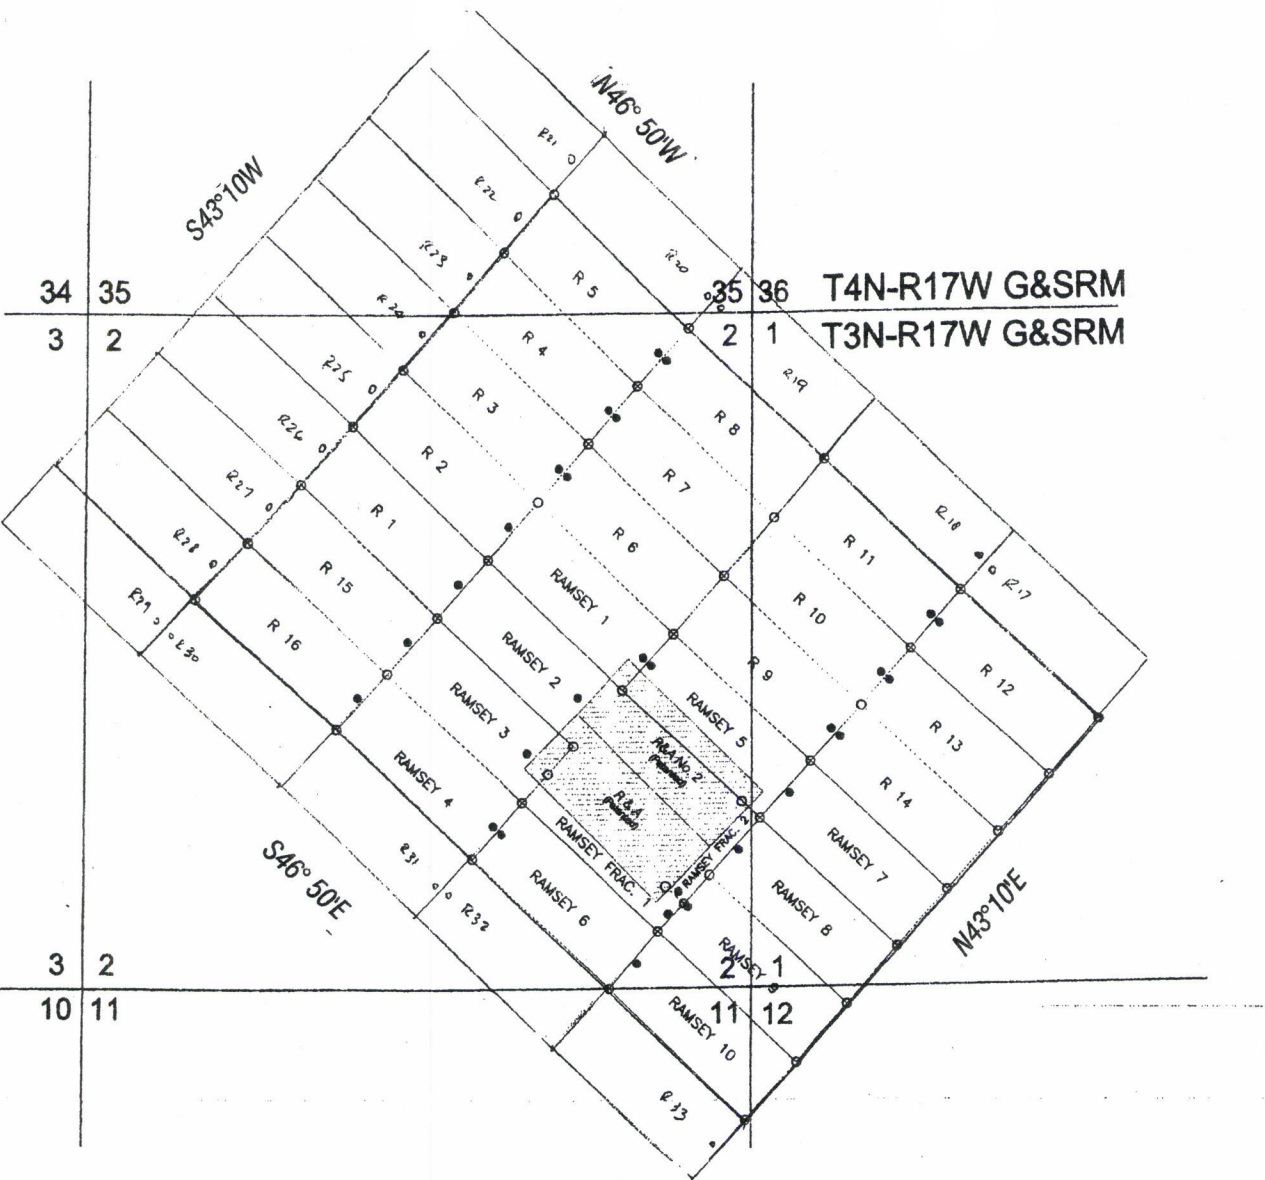 N46° 50'W
S43°10W
R21
R22
R20
R23
R 5
34 35
35 36 T4N-R17W G&SRM
R24
3 2
R 4
2 1 T3N-R17W G&SRM
R25
R 3
R19
R26
R 2
R 8
R27
R 1
R 7
R28
R 15
R 6
R 11
R18
R29
R30
R 16
RAMSEY 1
R 10
R17
RAMSEY 2
R 9
R 12
RAMSEY 3
RAMSEY 5
R 13
RAMSEY 4
R&A No. 2
(Patented)
R 14
R & A
(Patented)
S46° 50'E
R31
RAMSEY FRAC. 1
RAMSEY FRAC. 2
RAMSEY 7
R32
RAMSEY 6
RAMSEY 8
N43°10'E
3 2
RAMSEY 9
2 1
10 11
11 12
RAMSEY 10
R33